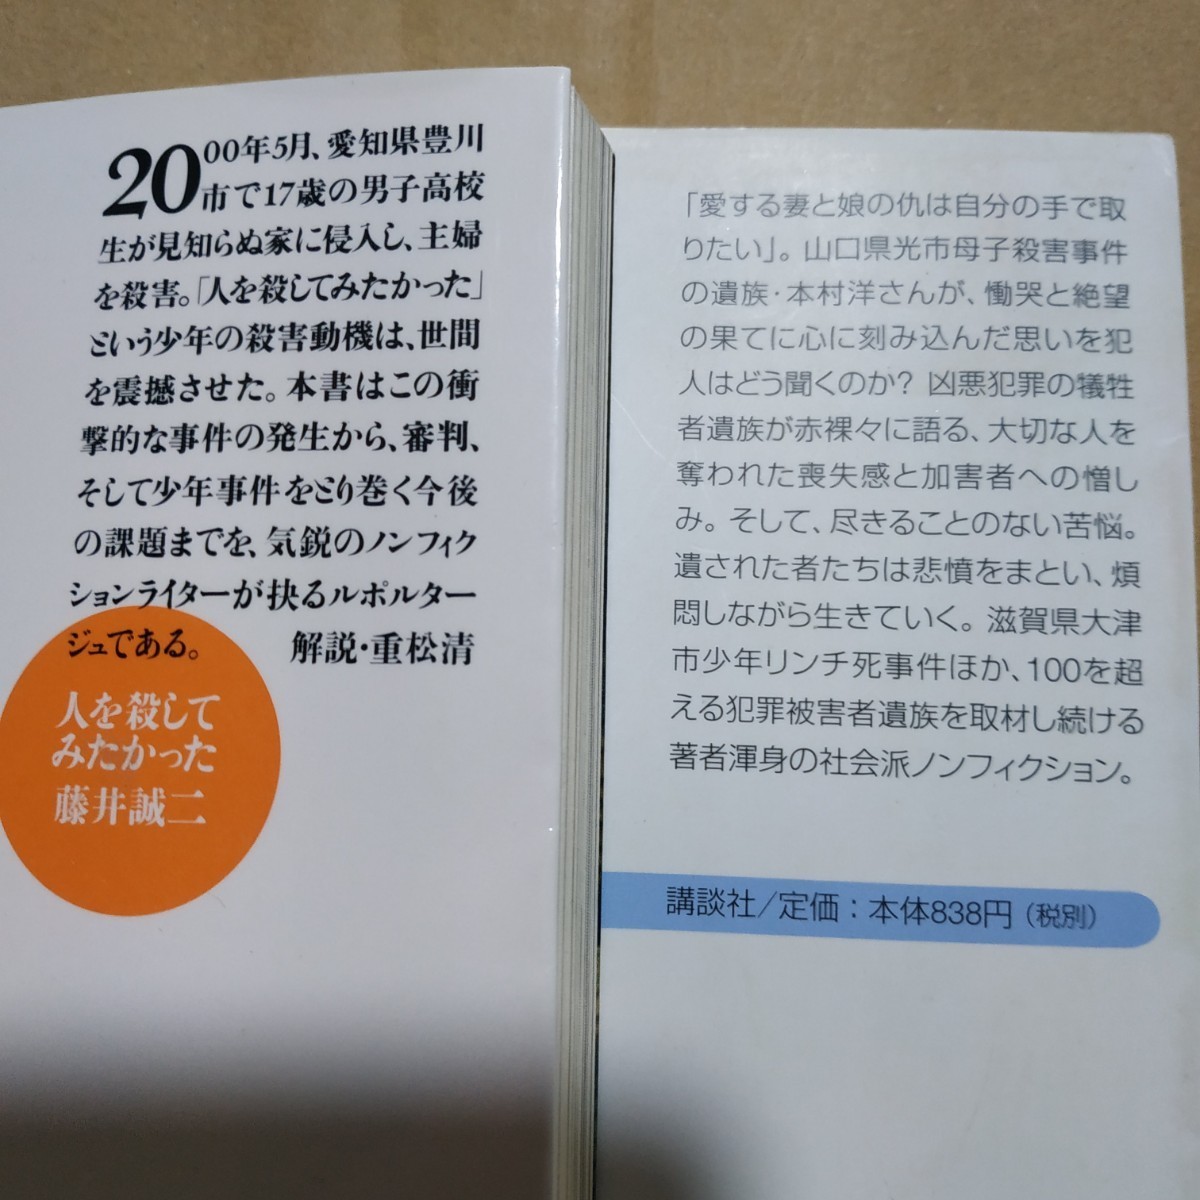 2000年5月、愛知県豊川
市で17歳の男子高校
生が見知らぬ家に侵入し、主婦
を殺害。「人を殺してみたかった」
という少年の殺害動機は、世間
を震撼させた。本書はこの衝
撃的な事件の発生から、審判、
そして少年事件をとり巻く今後
の課題までを、気鋭のノンフィク
ションライターが抉るルポルター
ジュである。 解説・重松清
人を殺して
みたかった
藤井誠二
「愛する妻と娘の仇は自分の手で取
りたい」。山口県光市母子殺害事件
の遺族・本村洋さんが、慟哭と絶望
の果てに心に刻み込んだ思いを犯
人はどう聞くのか? 凶悪犯罪の犠牲
者遺族が赤裸々に語る、大切な人を
奪われた喪失感と加害者への憎し
み。そして、尽きることのない苦悩。
遺された者たちは悲憤をまとい、煩
悶しながら生きていく。滋賀県大津
市少年リンチ死事件ほか、100を超
える犯罪被害者遺族を取材し続ける
著者渾身の社会派ノンフィクション。
講談社/定価:本体838円(税別)